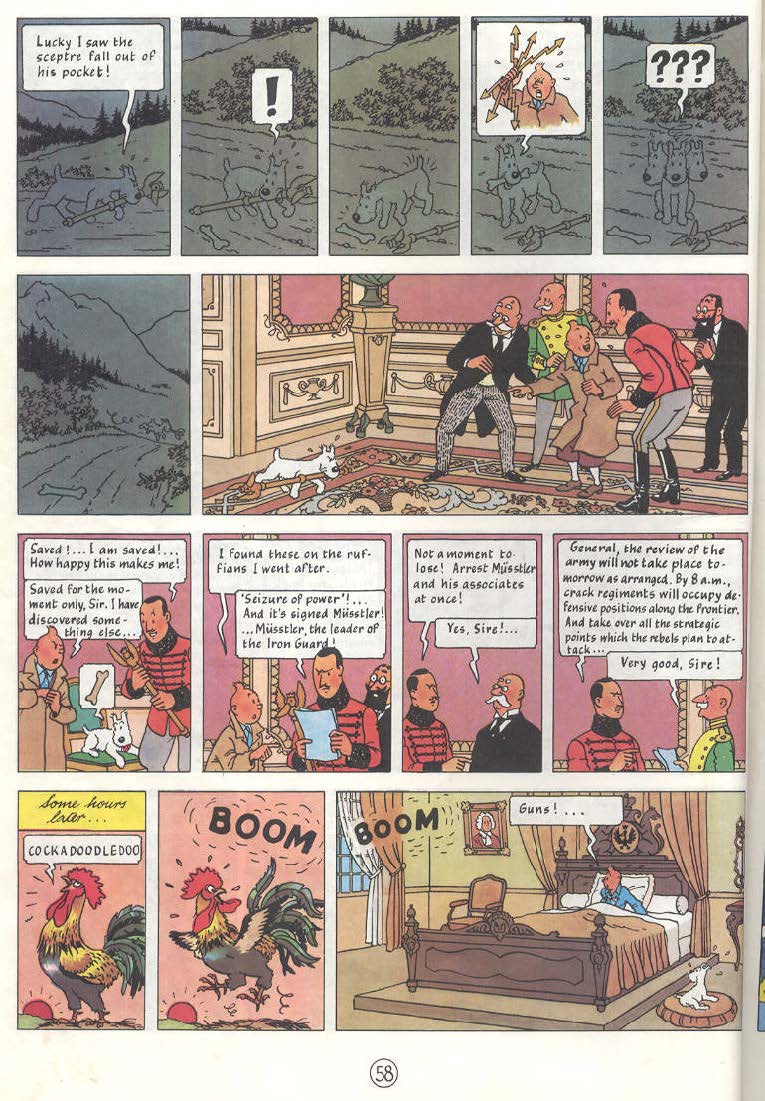 Lucky I saw the
sceptre fall out of
his pocket!
!
???
Saved!... I am saved!...
How happy this makes me!
Saved for the mo-
ment only, Sir. I have
discovered some-
thing else...
I found these on the ruf-
fians I went after.
'Seizure of power'!...
And it's signed Müsstler!
...Müsstler, the leader of
the Iron Guard!
Not a moment to
lose! Arrest Müsstler
and his associates
at once!
Yes, Sire!...
General, the review of the
army will not take place to-
morrow as arranged. By 8 a.m.,
crack regiments will occupy de-
fensive positions along the frontier.
And take over all the strategic
points which the rebels plan to at-
tack...
Very good, Sire!
Some hours
later...
COCKADOODLEDOO
BOOM
BOOM
Guns! ...
58